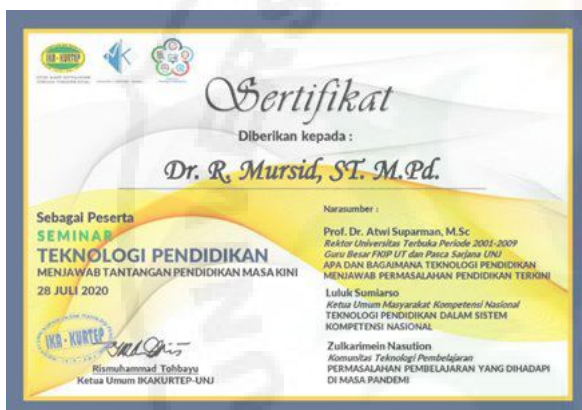 IKA-KURTEP
Sertifikat
Diberikan kepada :
Dr. R. Mursid, ST. M.Pd.
Sebagai Peserta
SEMINAR
TEKNOLOGI PENDIDIKAN
MENJAWAB TANTANGAN PENDIDIKAN MASA KINI
28 JULI 2020
IKA - KURTEP
Rismuhammad Tohbayu
Ketua Umum IKAKURTEP-UNJ
Narasumber :
Prof. Dr. Atwi Suparman, M.Sc
Rektor Universitas Terbuka Periode 2001-2009
Guru Besar FKIP UT dan Pasca Sarjana UNJ
APA DAN BAGAIMANA TEKNOLOGI PENDIDIKAN
MENJAWAB PERMASALAHAN PENDIDIKAN TERKINI
Luluk Sumiarso
Ketua Umum Masyarakat Kompetensi Nasional
TEKNOLOGI PENDIDIKAN DALAM SISTEM
KOMPETENSI NASIONAL
Zulkarimein Nasution
Komunitas Teknologi Pembelajaran
PERMASALAHAN PEMBELAJARAN YANG DIHADAPI
DI MASA PANDEMI